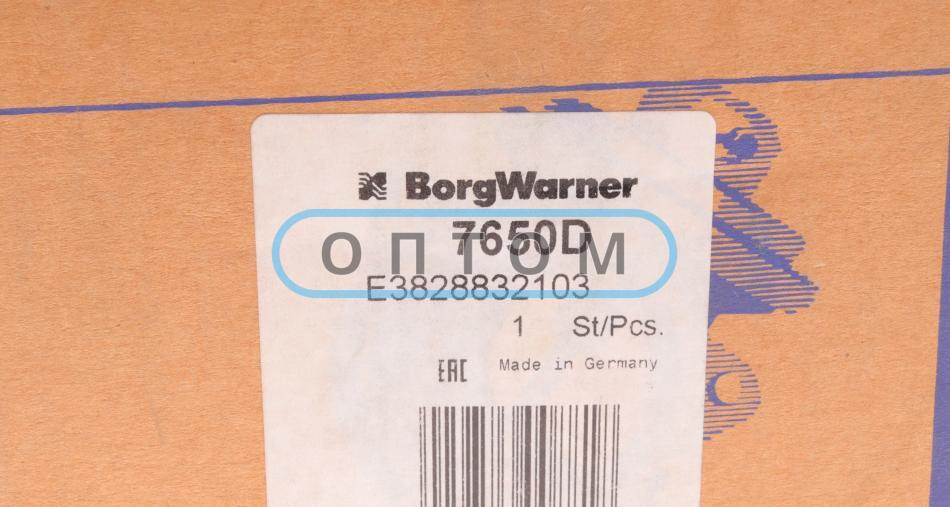 BorgWarner
7650D
ОПТОМ
E3828832103
1 St/Pcs.
EAC Made in Germany